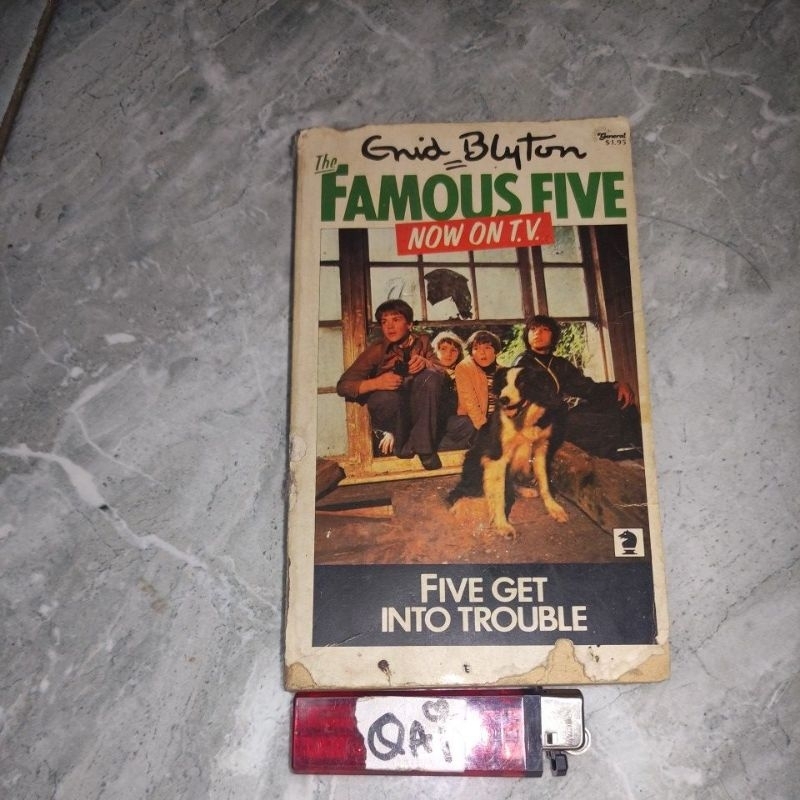 Enid Blyton
General
$1.95
The
FAMOUS FIVE
NOW ON T.V.
FIVE GET
INTO TROUBLE